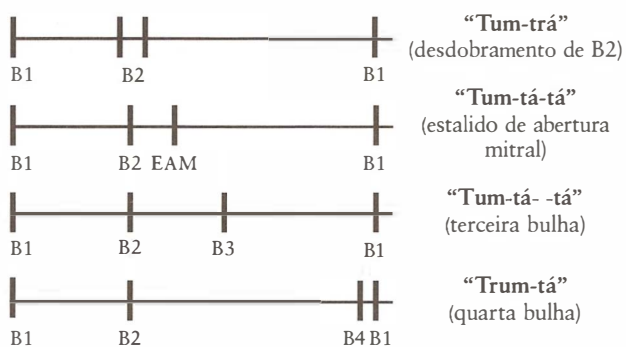 “Tum-trá”
(desdobramento de B2)
B1 B2 B1
“Tum-tá-tá”
(estalido de abertura
mitral)
B1 B2 EAM B1
“Tum-tá- -tá”
(terceira bulha)
B1 B2 B3 B1
“Trum-tá”
(quarta bulha)
B1 B2 B4 B1